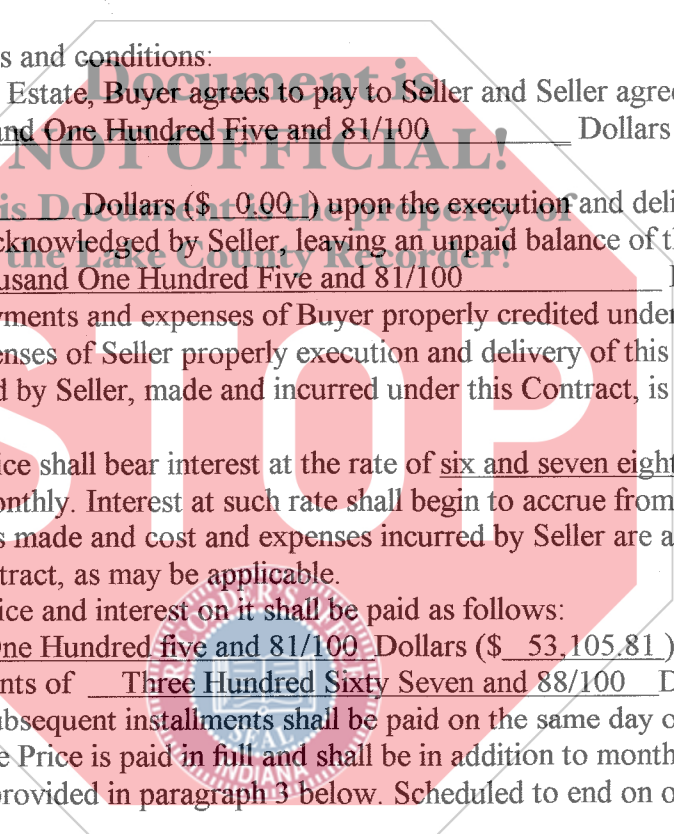 s and conditions:
Document is
Estate, Buyer agrees to pay to Seller and Seller agree
and One Hundred Five and 81/100 Dollars
NOT OFFICIAL!
Dollars ($ 0.00 ) upon the execution and deli
is Document is the property of
cknowledged by Seller, leaving an unpaid balance of th
the Lake County Recorder!
usand One Hundred Five and 81/100
yments and expenses of Buyer properly credited under
enses of Seller properly execution and delivery of this
d by Seller, made and incurred under this Contract, is
STOP
ice shall bear interest at the rate of six and seven eight
onthly. Interest at such rate shall begin to accrue from
s made and cost and expenses incurred by Seller are a
tract, as may be applicable.
ice and interest on it shall be paid as follows:
One Hundred five and 81/100 Dollars ($ 53,105.81 )
nts of Three Hundred Sixty Seven and 88/100 D
ubsequent installments shall be paid on the same day o
e Price is paid in full and shall be in addition to month
provided in paragraph 3 below. Scheduled to end on o
RECORDER'S
SEAL
INDIANA